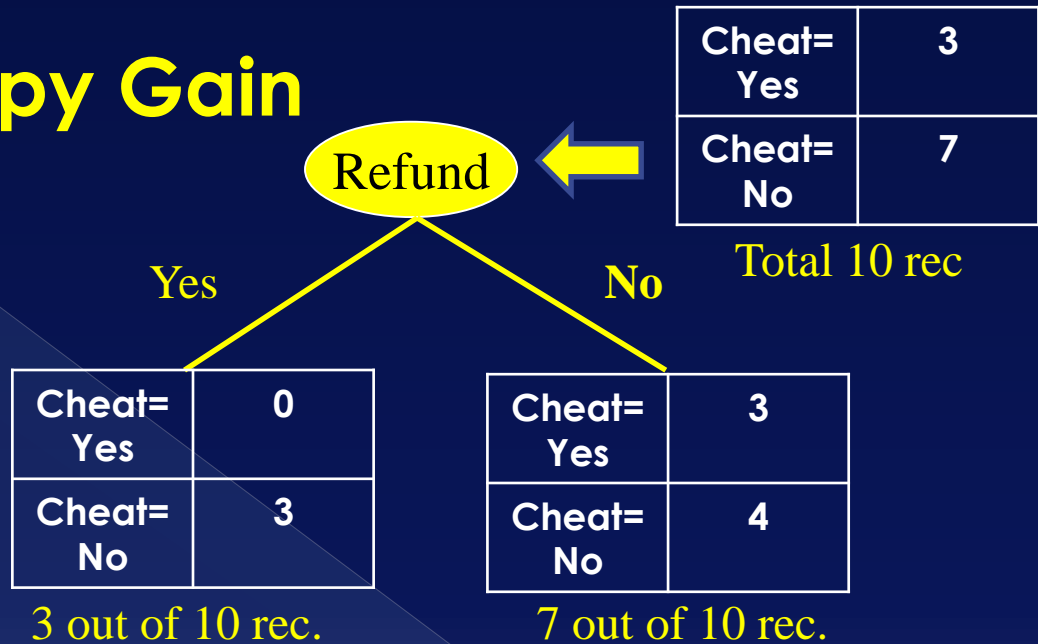 py Gain
Cheat=
Yes
3
Cheat=
No
7
Refund
Total 10 rec
Yes
No
Cheat=
Yes
0
Cheat=
No
3
Cheat=
Yes
3
Cheat=
No
4
3 out of 10 rec.
7 out of 10 rec.